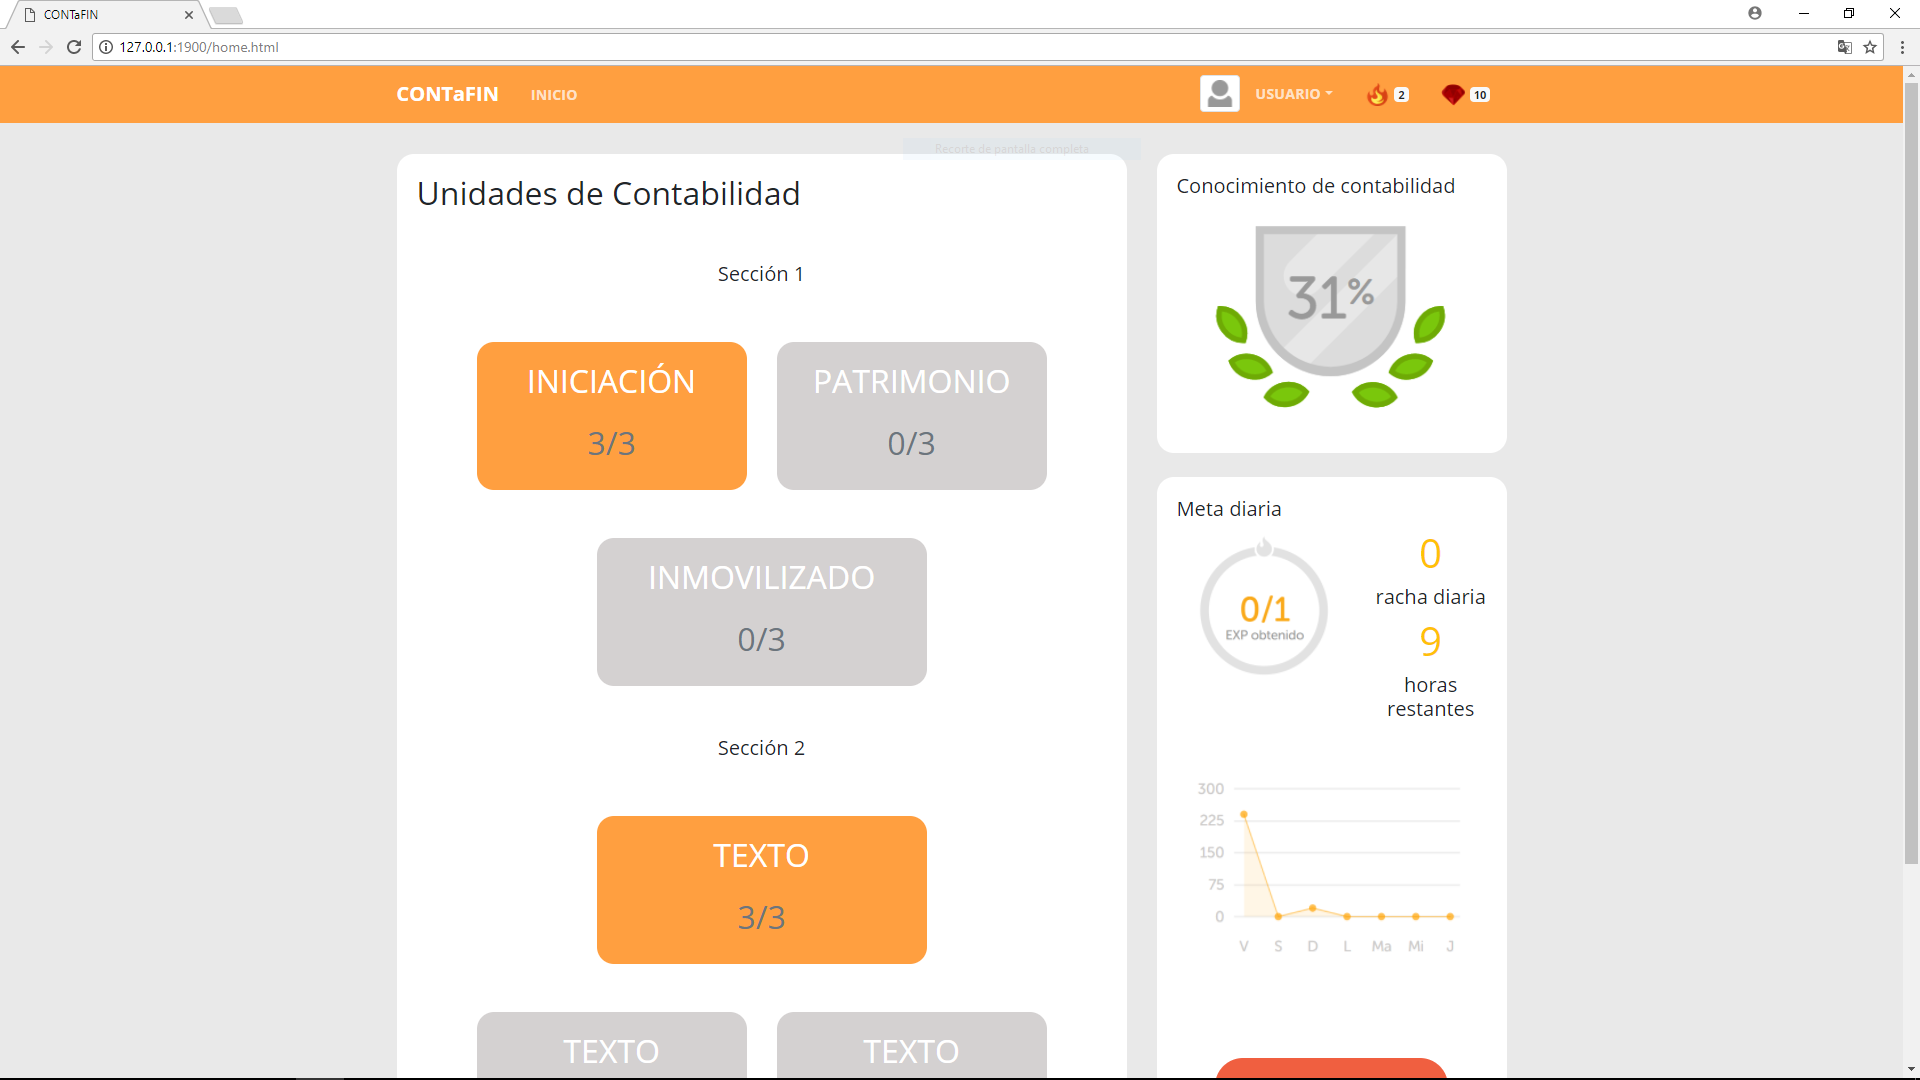 CONTaFIN
127.0.0.1:1900/home.html
CONTaFIN INICIO USUARIO 2 10
Recorte de pantalla completa
Unidades de Contabilidad
Sección 1
INICIACIÓN
3/3
PATRIMONIO
0/3
INMOVILIZADO
0/3
Sección 2
TEXTO
3/3
TEXTO
TEXTO
Conocimiento de contabilidad
31%
Meta diaria
0/1
EXP obtenido
0
racha diaria
9
horas
restantes
300
225
150
75
0
V S D L Ma Mi J